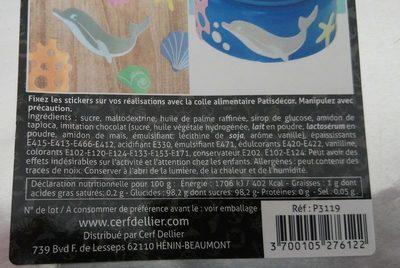 Fixez les stickers sur vos réalisations avec la colle alimentaire Patisdécor. Manipulez avec
précaution.
Ingrédients : sucre, maltodextrine, huile de palme raffinée, sirop de glucose, amidon de
tapioca, imitation chocolat (sucre, huile végétale hydrogénée, lait en poudre, lactosérum en
poudre, amidon de maïs, émulsifiant lécithine de soja, arôme vanille), épaississants
E415-E413-E466-E412, acidifiant E330, émulsifiant E471, édulcorants E420-E422, vanilline,
colorants E102-E120-E124-E133-E153-E171, conservateur E202. E102-E124 Peut avoir des
effets indésirables sur l'activité et l'attention chez les enfants. Allergènes : peut contenir des
traces de noix. Conserver à l'abri de la lumière, de la chaleur et de l'humidité.
Déclaration nutritionnelle pour 100 g : Energie : 1706 kJ / 402 Kcal - Graisses : 1 g dont
acides gras saturés: 0,2 g - Glucides : 98,2 g dont sucres: 98,2 g- Protéines: 0 g - Sel : 0,05 g.
N° de lot / A consommer de préférence avant le : voir emballage
www.cerfdellier.com
Distribué par Cerf Dellier
739 Bvd F. de Lesseps 62110 HÉNIN-BEAUMONT
Réf : P3119
3 700105 276122